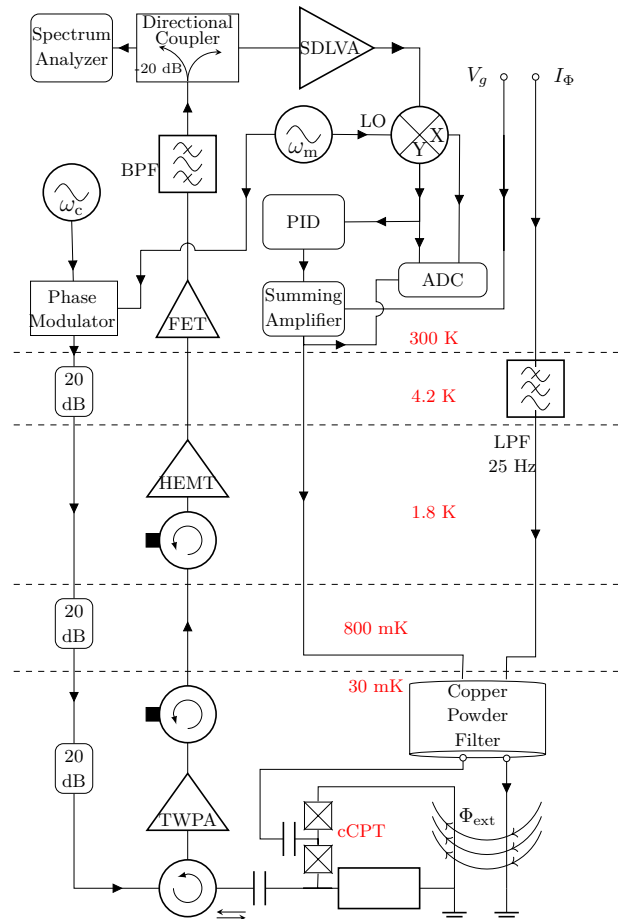 Spectrum
Analyzer
Directional
Coupler
-20 dB
SDLVA
V_g
I_Φ
LO
ω_m
X
Y
BPF
ω_c
PID
ADC
Phase
Modulator
FET
Summing
Amplifier
300 K
20
dB
4.2 K
LPF
25 Hz
HEMT
1.8 K
20
dB
800 mK
30 mK
Copper
Powder
Filter
20
dB
TWPA
cCPT
Φ_ext